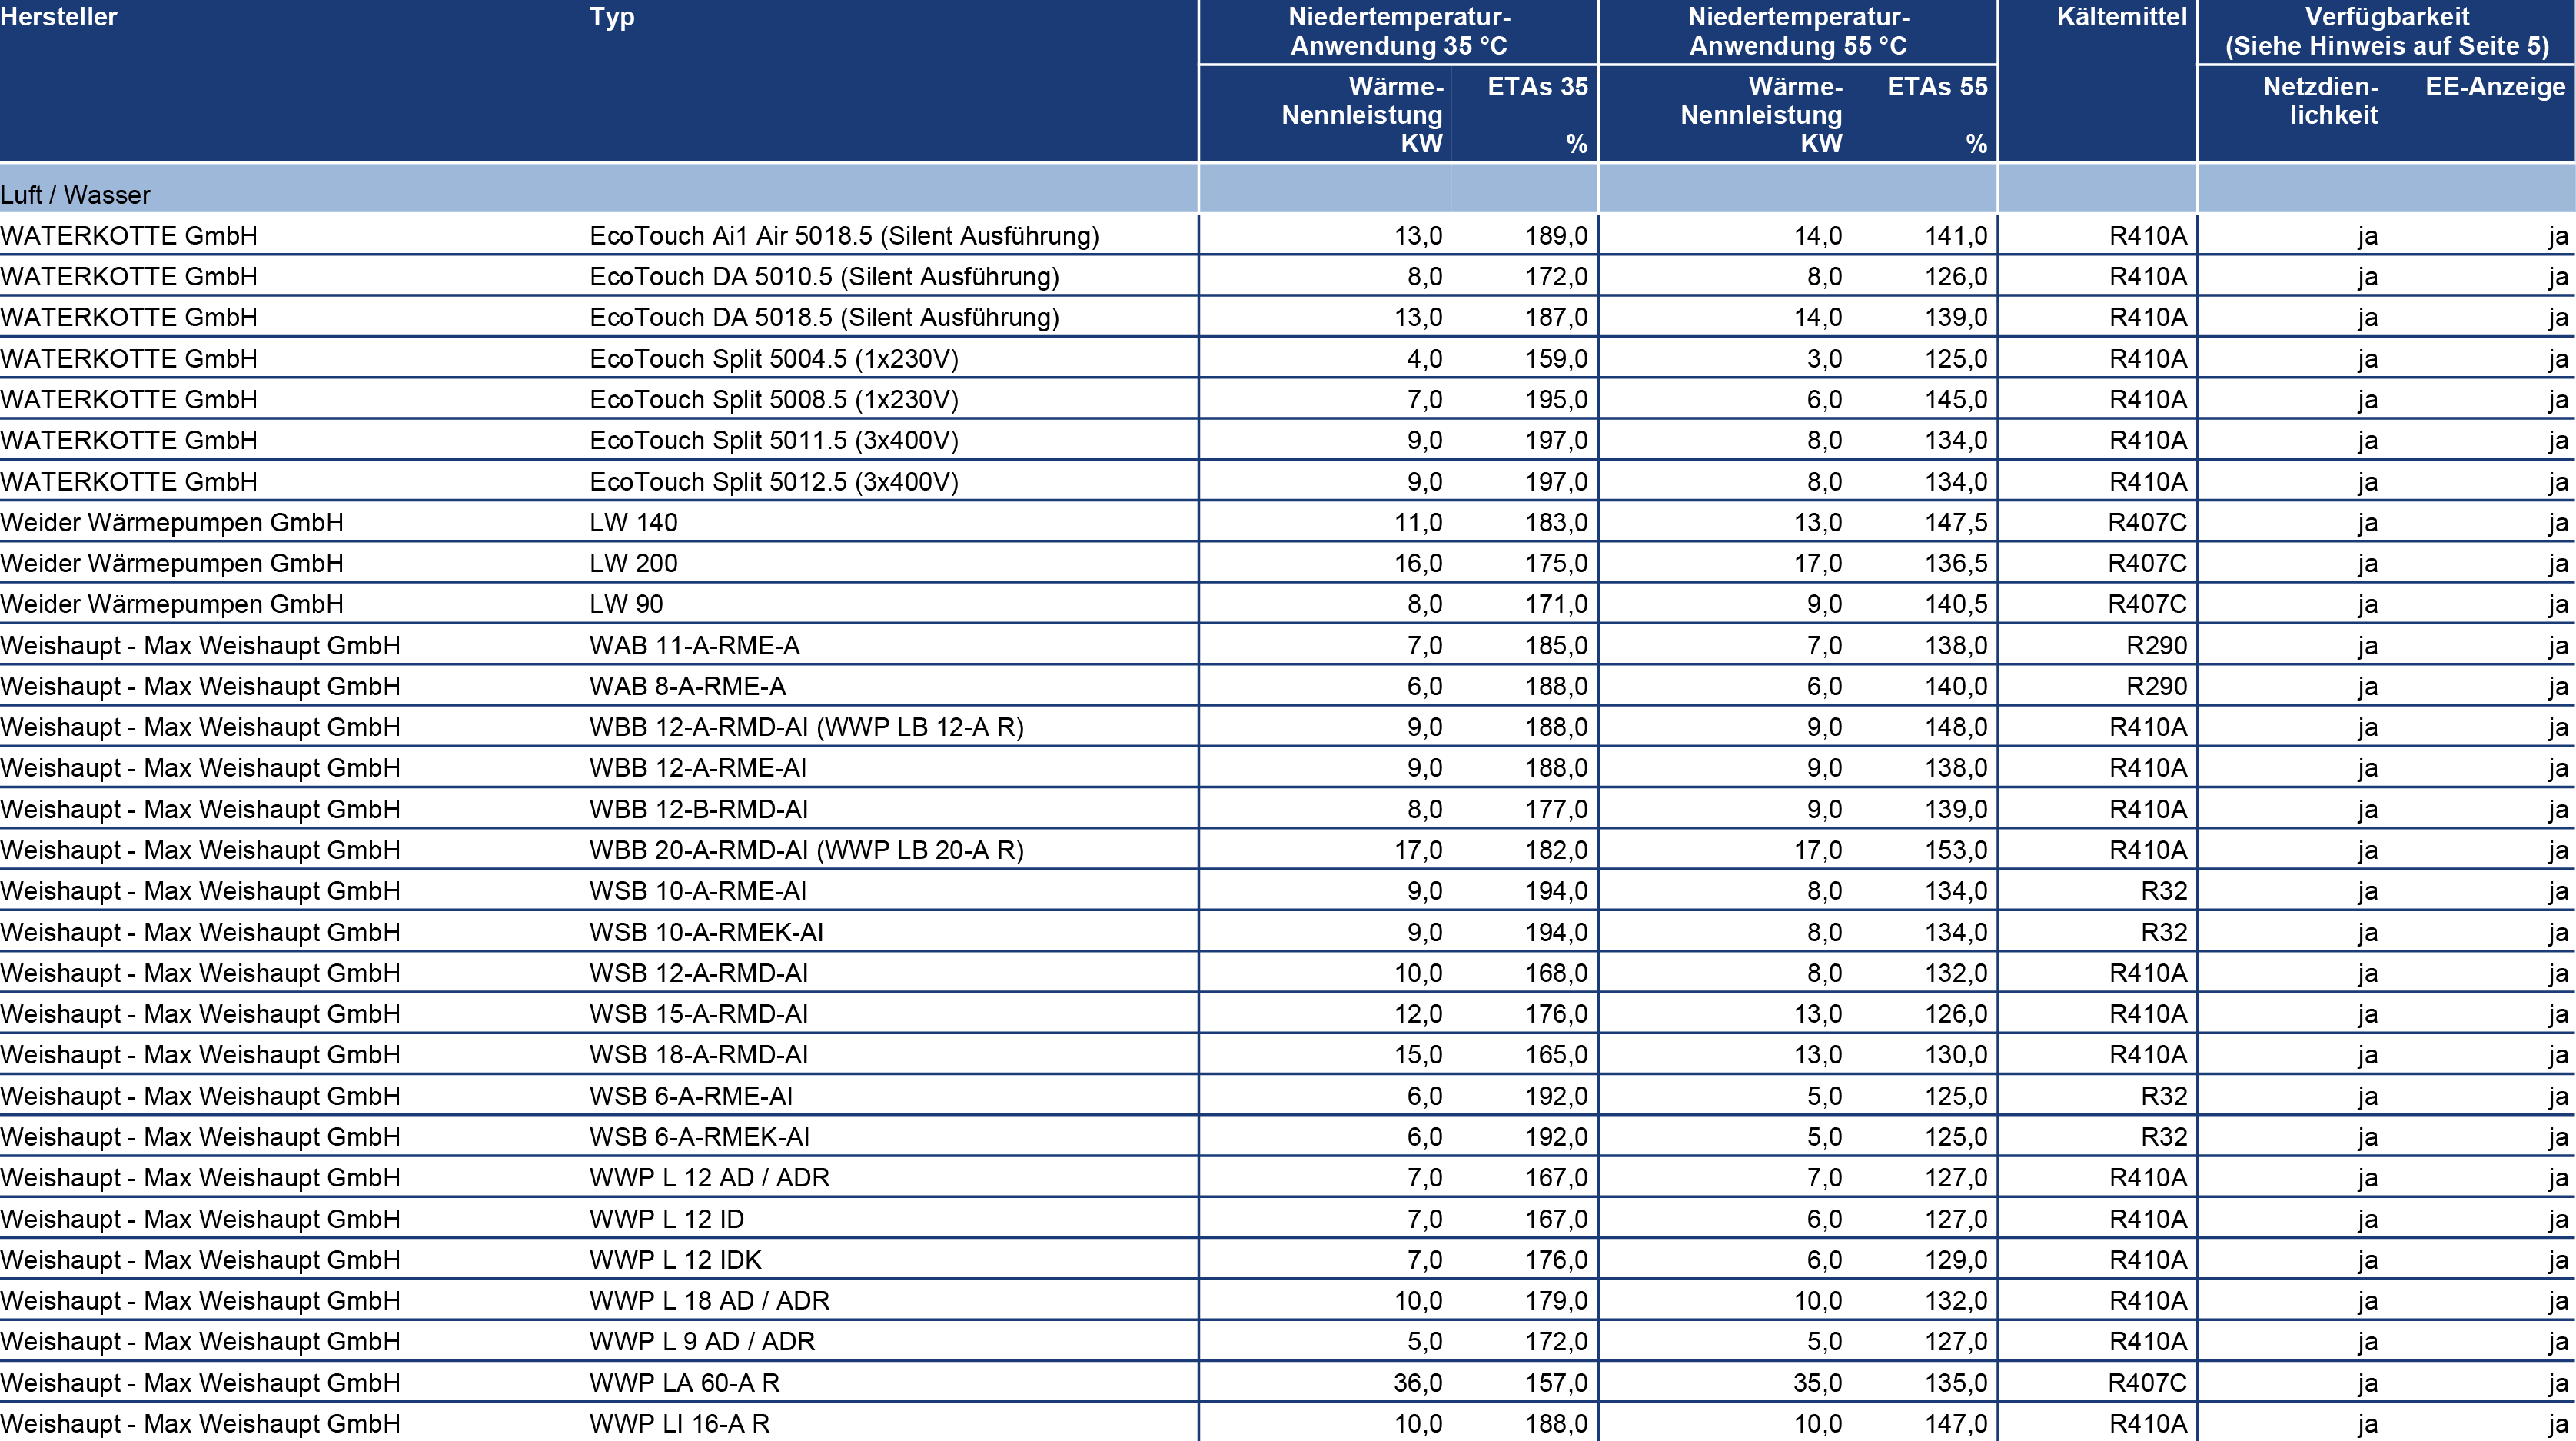 Hersteller Typ Niedertemperatur- Niedertemperatur- Kältemittel Verfügbarkeit
Anwendung 35 °C Anwendung 55 °C (Siehe Hinweis auf Seite 5)
Wärme- ETAs 35 Wärme- ETAs 55 Netzdien- EE-Anzeige
Nennleistung Nennleistung lichkeit
KW % KW %
Luft / Wasser
WATERKOTTE GmbH EcoTouch Ai1 Air 5018.5 (Silent Ausführung) 13,0 189,0 14,0 141,0 R410A ja ja
WATERKOTTE GmbH EcoTouch DA 5010.5 (Silent Ausführung) 8,0 172,0 8,0 126,0 R410A ja ja
WATERKOTTE GmbH EcoTouch DA 5018.5 (Silent Ausführung) 13,0 187,0 14,0 139,0 R410A ja ja
WATERKOTTE GmbH EcoTouch Split 5004.5 (1x230V) 4,0 159,0 3,0 125,0 R410A ja ja
WATERKOTTE GmbH EcoTouch Split 5008.5 (1x230V) 7,0 195,0 6,0 145,0 R410A ja ja
WATERKOTTE GmbH EcoTouch Split 5011.5 (3x400V) 9,0 197,0 8,0 134,0 R410A ja ja
WATERKOTTE GmbH EcoTouch Split 5012.5 (3x400V) 9,0 197,0 8,0 134,0 R410A ja ja
Weider Wärmepumpen GmbH LW 140 11,0 183,0 13,0 147,5 R407C ja ja
Weider Wärmepumpen GmbH LW 200 16,0 175,0 17,0 136,5 R407C ja ja
Weider Wärmepumpen GmbH LW 90 8,0 171,0 9,0 140,5 R407C ja ja
Weishaupt - Max Weishaupt GmbH WAB 11-A-RME-A 7,0 185,0 7,0 138,0 R290 ja ja
Weishaupt - Max Weishaupt GmbH WAB 8-A-RME-A 6,0 188,0 6,0 140,0 R290 ja ja
Weishaupt - Max Weishaupt GmbH WBB 12-A-RMD-AI (WWP LB 12-A R) 9,0 188,0 9,0 148,0 R410A ja ja
Weishaupt - Max Weishaupt GmbH WBB 12-A-RME-AI 9,0 188,0 9,0 138,0 R410A ja ja
Weishaupt - Max Weishaupt GmbH WBB 12-B-RMD-AI 8,0 177,0 9,0 139,0 R410A ja ja
Weishaupt - Max Weishaupt GmbH WBB 20-A-RMD-AI (WWP LB 20-A R) 17,0 182,0 17,0 153,0 R410A ja ja
Weishaupt - Max Weishaupt GmbH WSB 10-A-RME-AI 9,0 194,0 8,0 134,0 R32 ja ja
Weishaupt - Max Weishaupt GmbH WSB 10-A-RMEK-AI 9,0 194,0 8,0 134,0 R32 ja ja
Weishaupt - Max Weishaupt GmbH WSB 12-A-RMD-AI 10,0 168,0 8,0 132,0 R410A ja ja
Weishaupt - Max Weishaupt GmbH WSB 15-A-RMD-AI 12,0 176,0 13,0 126,0 R410A ja ja
Weishaupt - Max Weishaupt GmbH WSB 18-A-RMD-AI 15,0 165,0 13,0 130,0 R410A ja ja
Weishaupt - Max Weishaupt GmbH WSB 6-A-RME-AI 6,0 192,0 5,0 125,0 R32 ja ja
Weishaupt - Max Weishaupt GmbH WSB 6-A-RMEK-AI 6,0 192,0 5,0 125,0 R32 ja ja
Weishaupt - Max Weishaupt GmbH WWP L 12 AD / ADR 7,0 167,0 7,0 127,0 R410A ja ja
Weishaupt - Max Weishaupt GmbH WWP L 12 ID 7,0 167,0 6,0 127,0 R410A ja ja
Weishaupt - Max Weishaupt GmbH WWP L 12 IDK 7,0 176,0 6,0 129,0 R410A ja ja
Weishaupt - Max Weishaupt GmbH WWP L 18 AD / ADR 10,0 179,0 10,0 132,0 R410A ja ja
Weishaupt - Max Weishaupt GmbH WWP L 9 AD / ADR 5,0 172,0 5,0 127,0 R410A ja ja
Weishaupt - Max Weishaupt GmbH WWP LA 60-A R 36,0 157,0 35,0 135,0 R407C ja ja
Weishaupt - Max Weishaupt GmbH WWP LI 16-A R 10,0 188,0 10,0 147,0 R410A ja ja